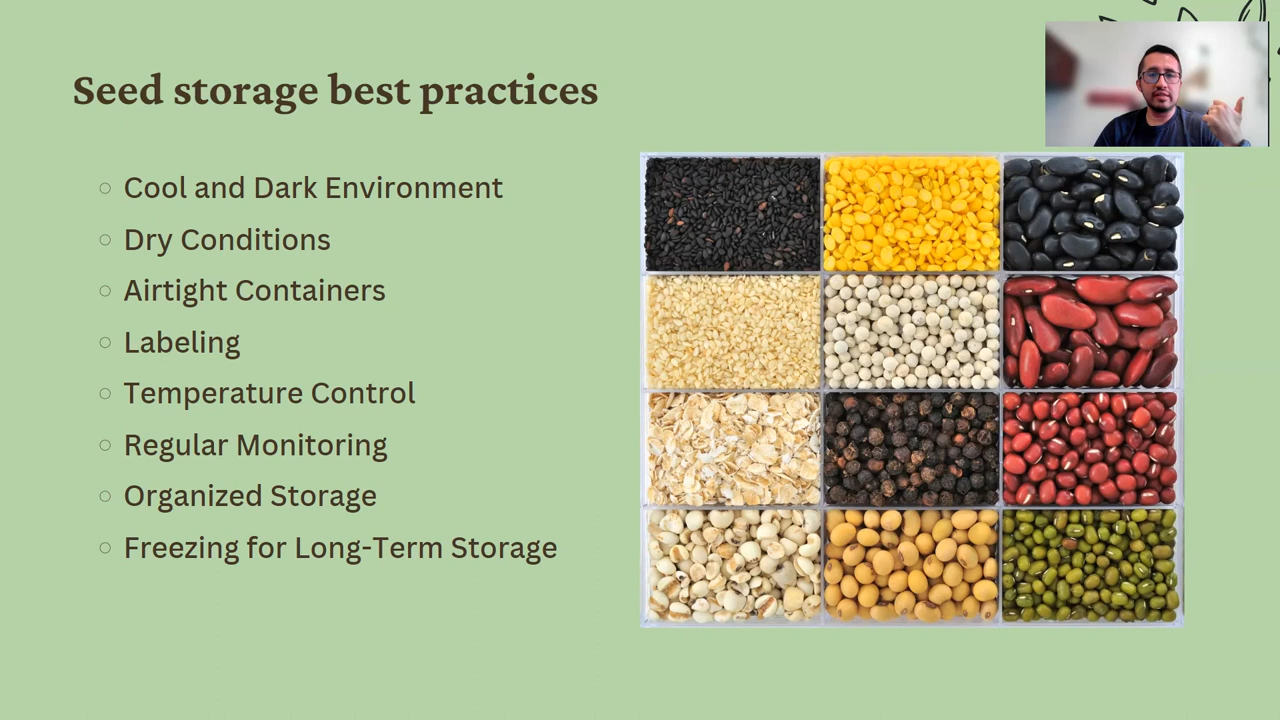 Seed storage best practices
Cool and Dark Environment
Dry Conditions
Airtight Containers
Labeling
Temperature Control
Regular Monitoring
Organized Storage
Freezing for Long-Term Storage